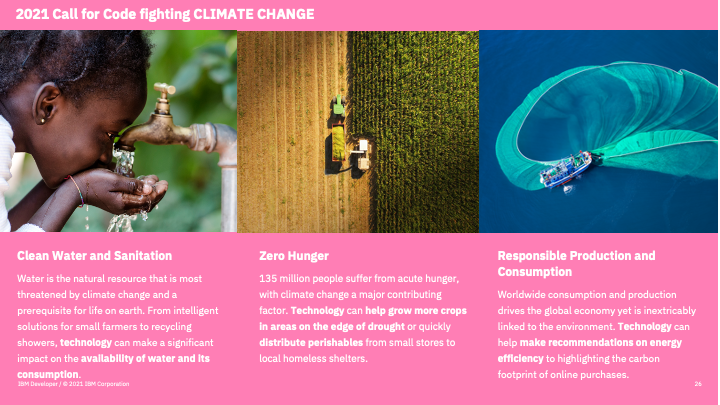 2021 Call for Code fighting CLIMATE CHANGE
Clean Water and Sanitation
Water is the natural resource that is most
threatened by climate change and a
prerequisite for life on earth. From intelligent
solutions for small farmers to recycling
showers, technology can make a significant
impact on the availability of water and its
consumption.
Zero Hunger
135 million people suffer from acute hunger,
with climate change a major contributing
factor. Technology can help grow more crops
in areas on the edge of drought or quickly
distribute perishables from small stores to
local homeless shelters.
Responsible Production and
Consumption
Worldwide consumption and production
drives the global economy yet is inextricably
linked to the environment. Technology can
help make recommendations on energy
efficiency to highlighting the carbon
footprint of online purchases.
IBM Developer / © 2021 IBM Corporation
26